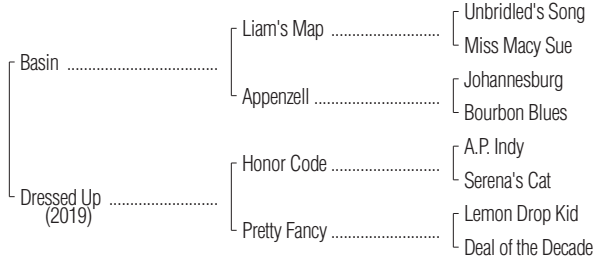 Unbridled's Song
Liam's Map ................................
Miss Macy Sue
Basin ............................................
Johannesburg
Appenzell .....................................
Bourbon Blues
A.P. Indy
Honor Code ................................
Serena's Cat
Dressed Up ................................
(2019)
Lemon Drop Kid
Pretty Fancy ................................
Deal of the Decade